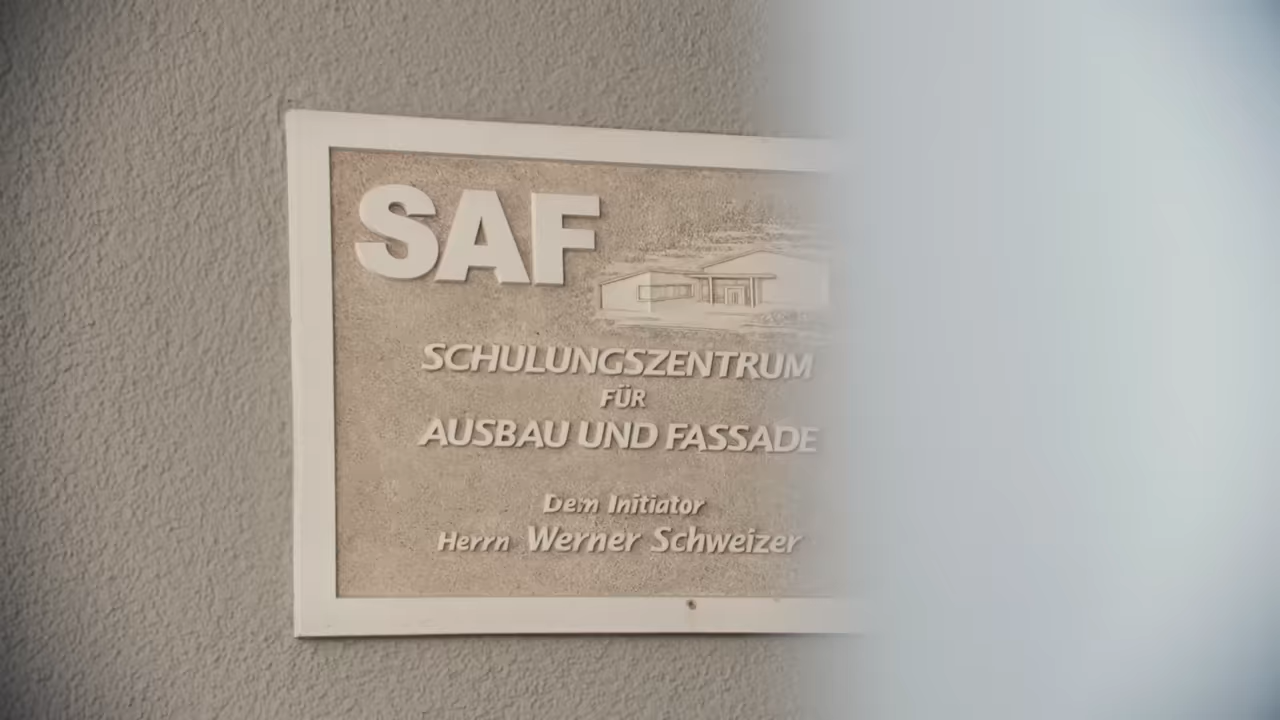 SAF
SCHULUNGSZENTRUM
FÜR
AUSBAU UND FASSADE
Dem Initiator
Herrn Werner Schweizer